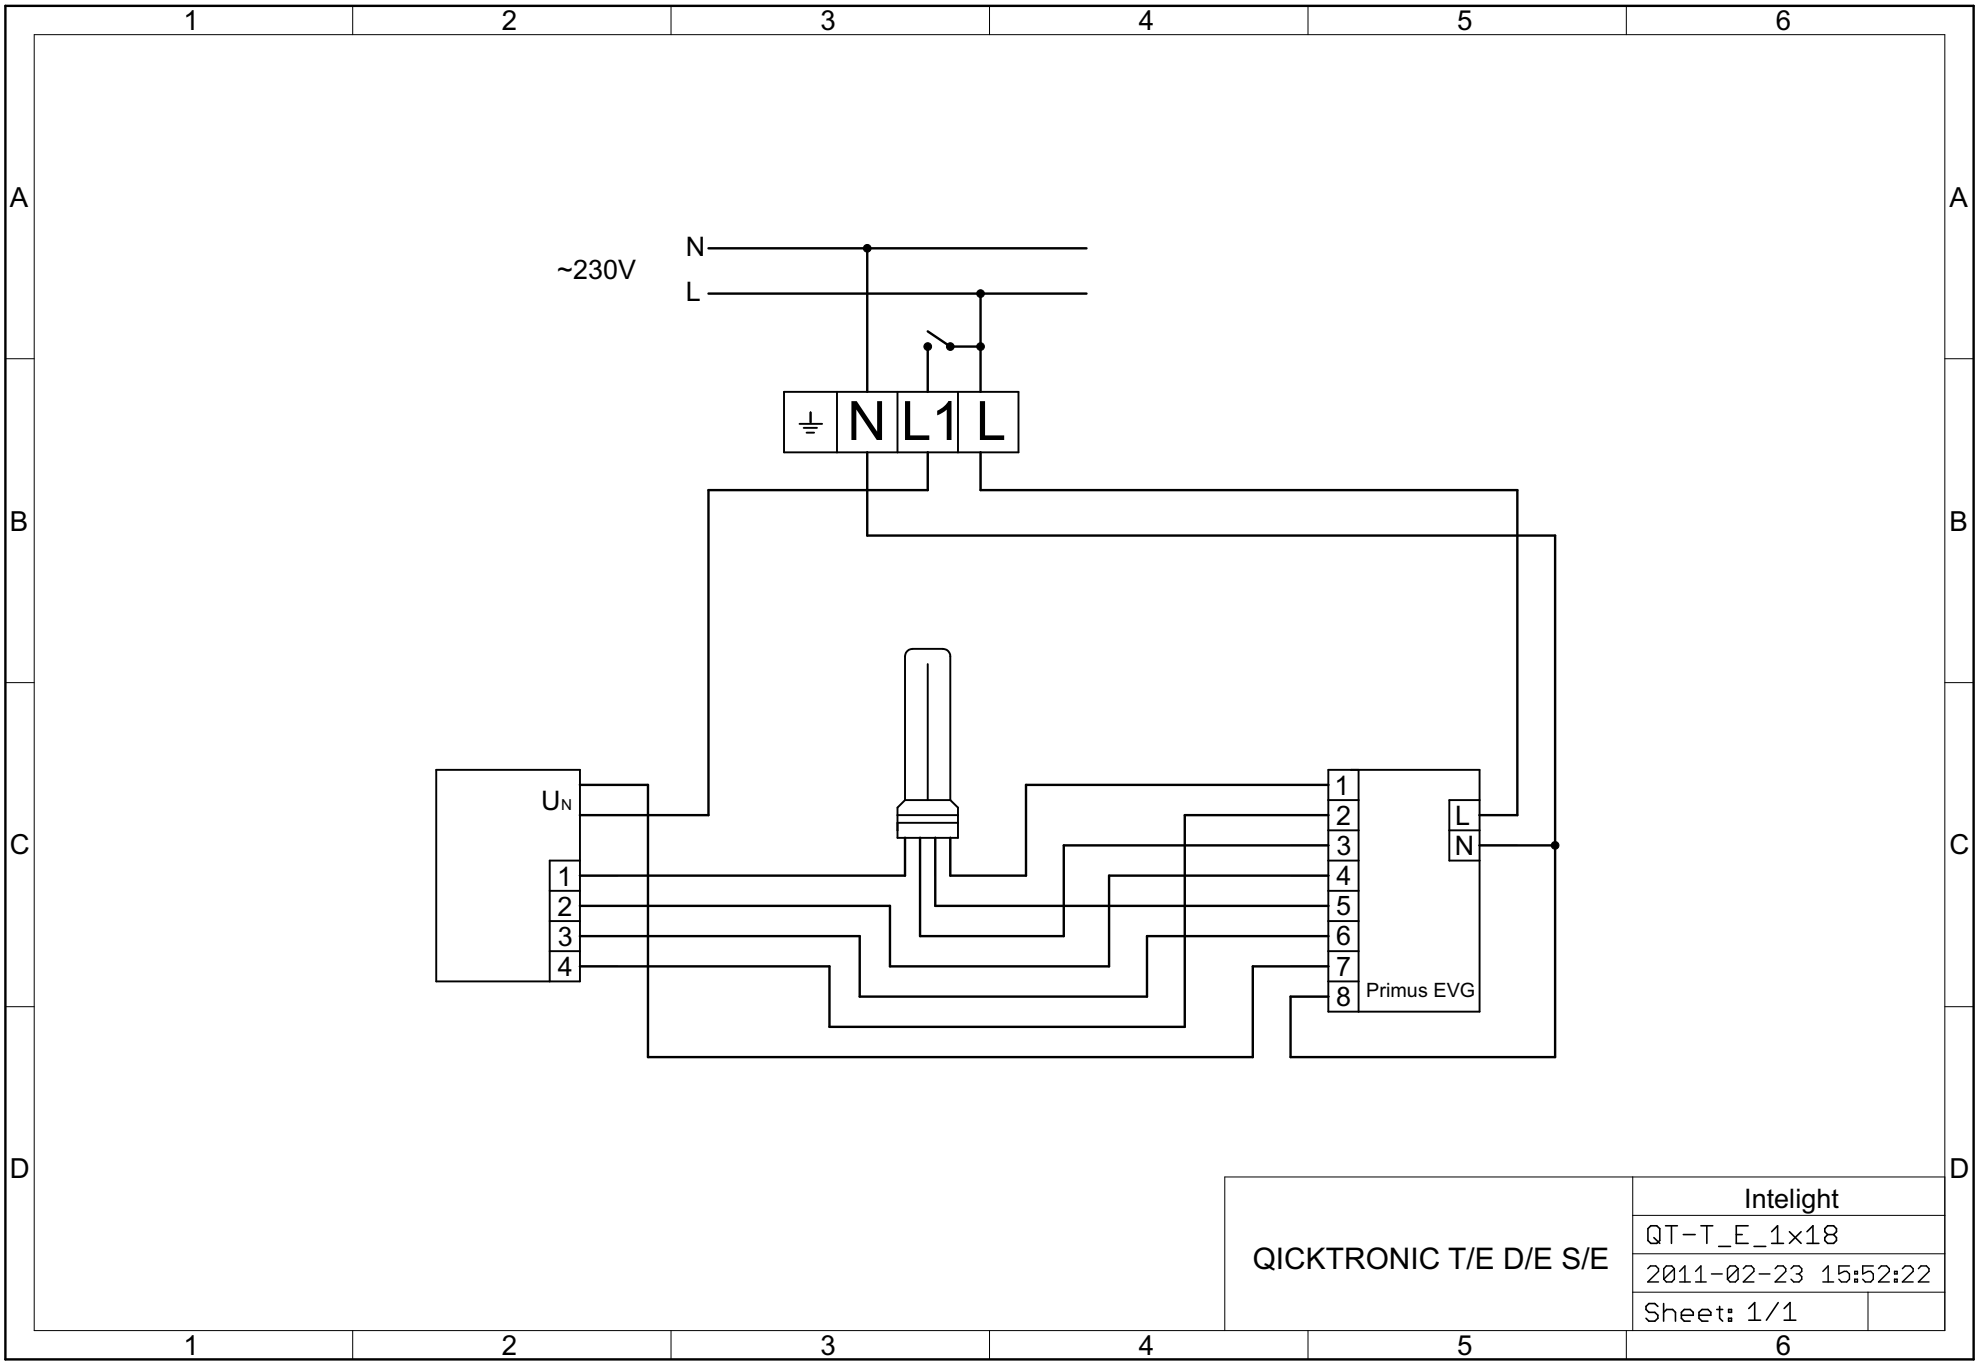 1 2 3 4 5 6
A A
N
~230V
L
N L1 L
B B
UN
1
2
3
4
1
2
3
4
5
6
7
8
L
N
Primus EVG
C C
D D
Intelight
QICKTRONIC T/E D/E S/E
QT-T_E_1x18
2011-02-23 15:52:22
Sheet: 1/1
1 2 3 4 5 6